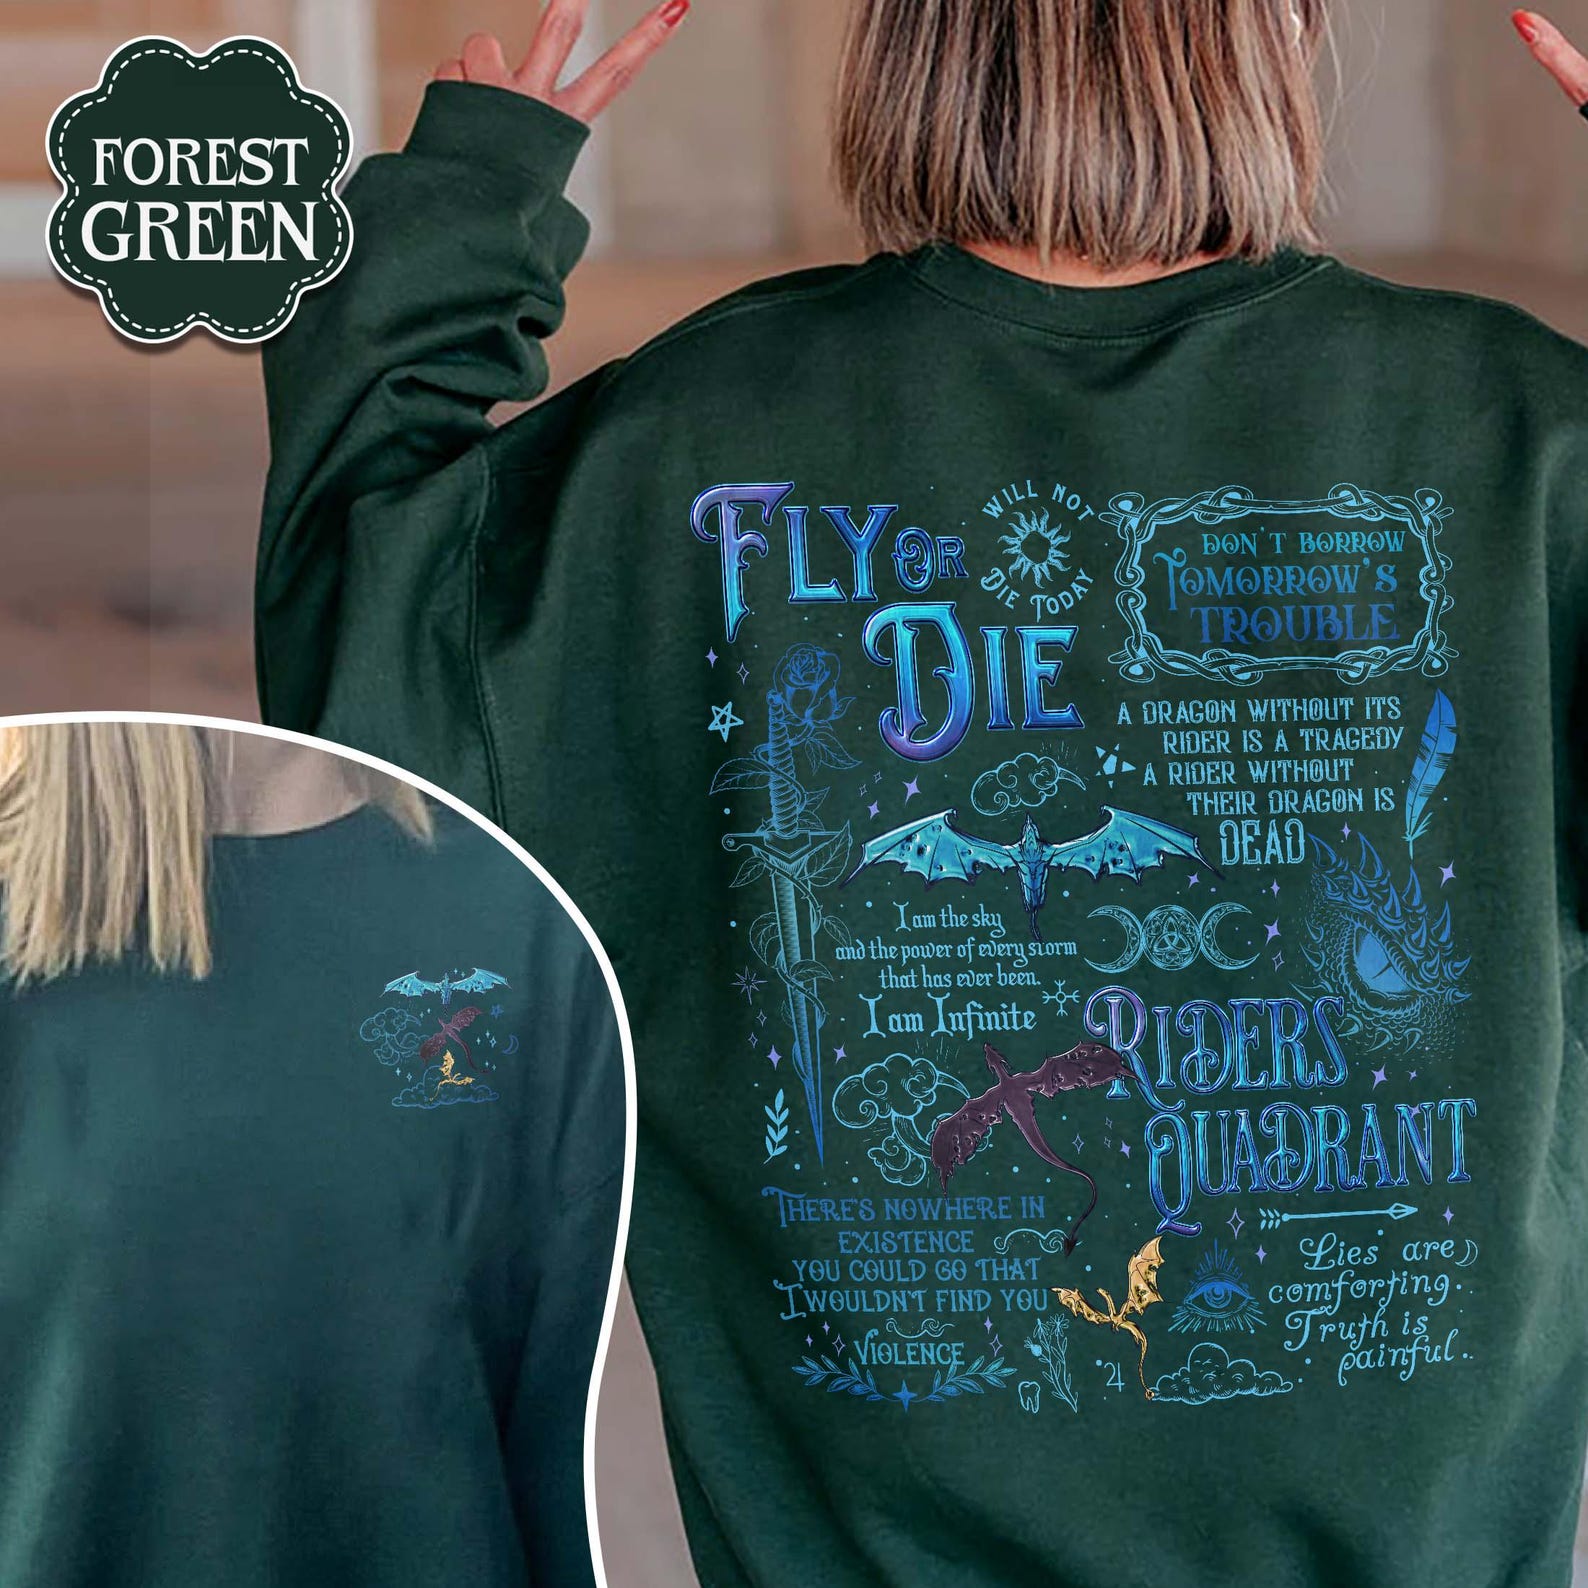 FOREST
GREEN
FLY OR
DIE
WILL NOT
DIE TODAY
DON'T BORROW
TOMORROW'S
TROUBLE
A DRAGON WITHOUT ITS
RIDER IS A TRAGEDY
A RIDER WITHOUT
THEIR DRAGON IS
DEAD
I am the sky
and the power of every storm
that has ever been.
I am Infinite
RIDERS
QUADRANT
THERE'S NOWHERE IN
EXISTENCE
YOU COULD GO THAT
I WOULDN'T FIND YOU
VIOLENCE
Lies are
comforting.
Truth is
painful..